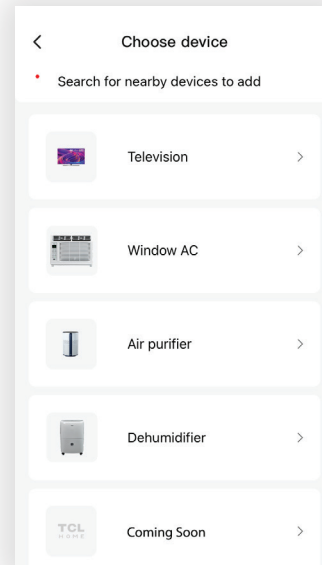 Choose device
Search for nearby devices to add
Television
Window AC
Air purifier
Dehumidifier
TCL
HOME
Coming Soon